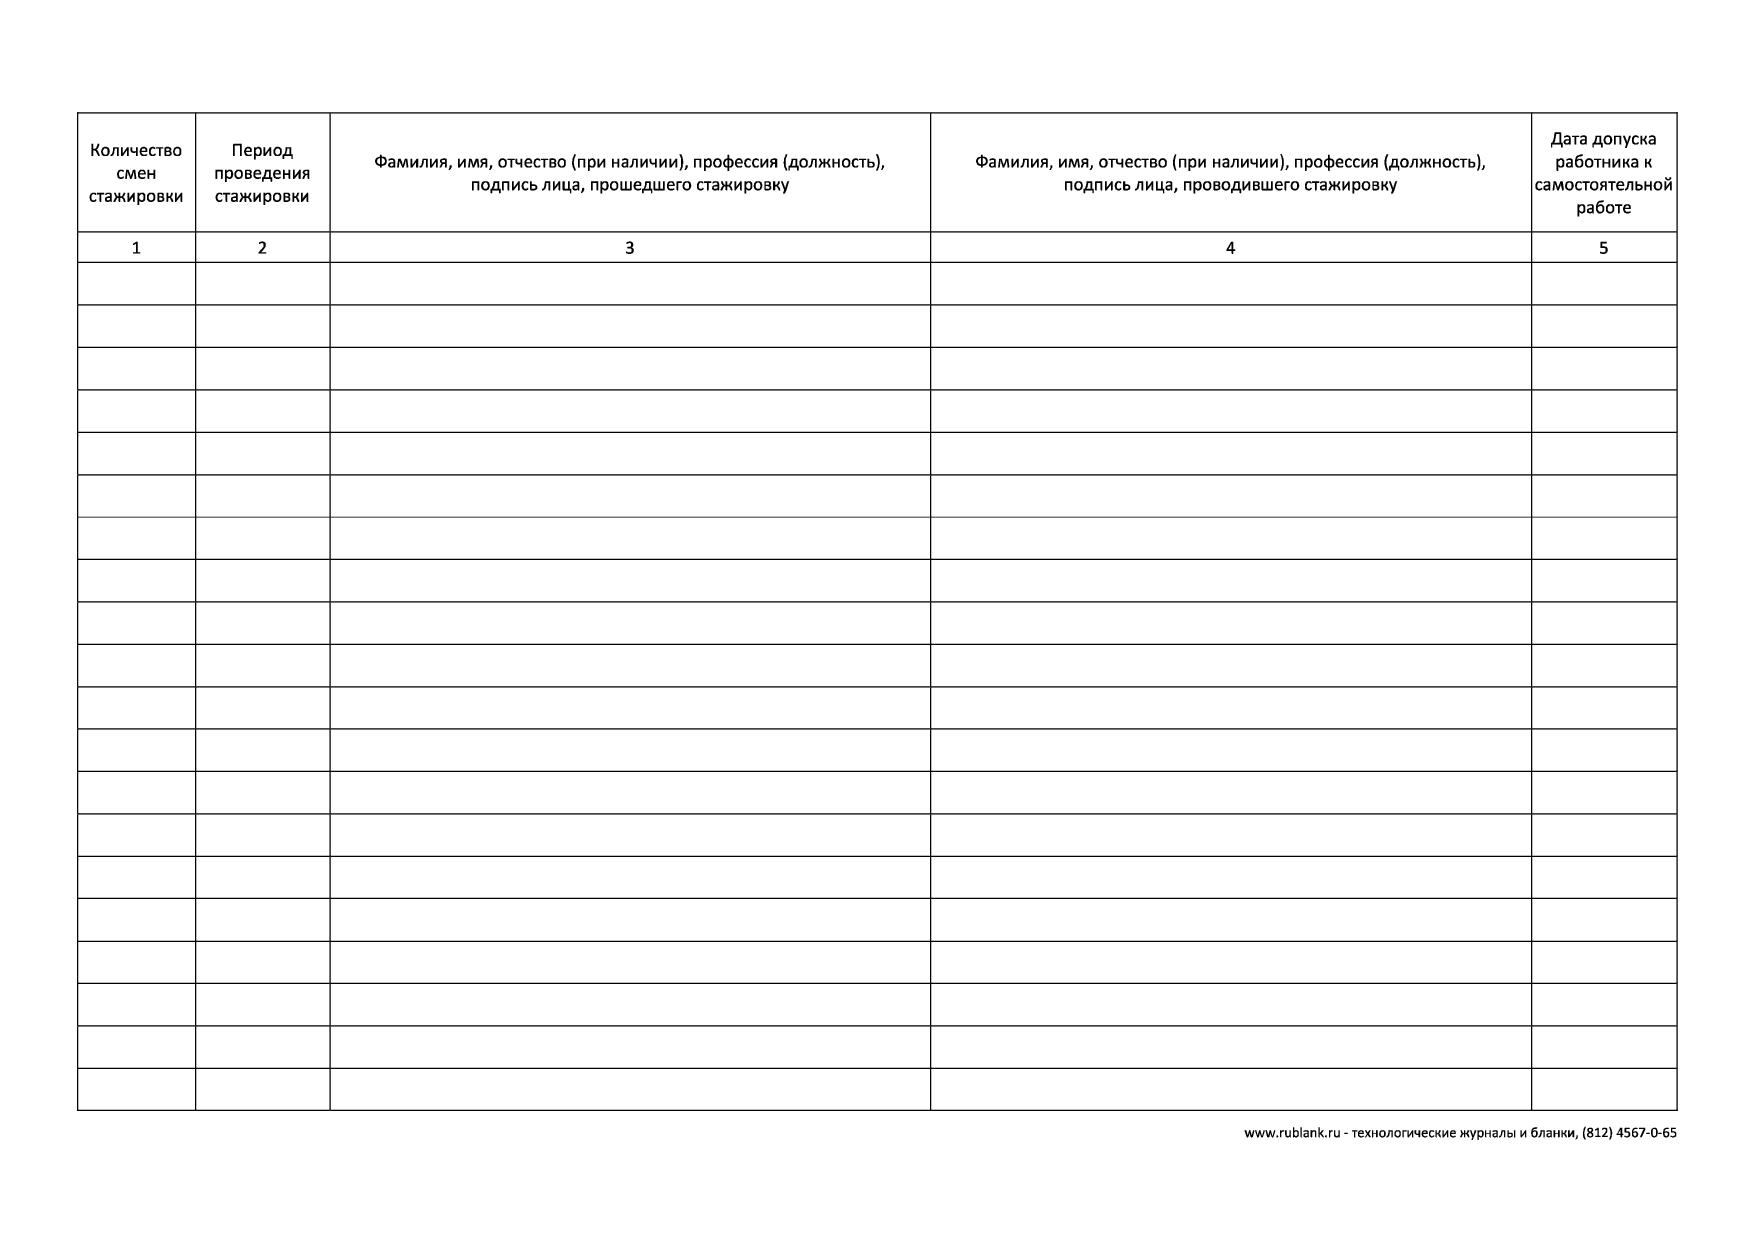 Количество
смен
стажировки
Период
проведения
стажировки
Фамилия, имя, отчество (при наличии), профессия (должность),
подпись лица, прошедшего стажировку
Фамилия, имя, отчество (при наличии), профессия (должность),
подпись лица, проводившего стажировку
Дата допуска
работника к
самостоятельной
работе
1 2 3 4 5
www.rublank.ru - технологические журналы и бланки, (812) 4567-0-65